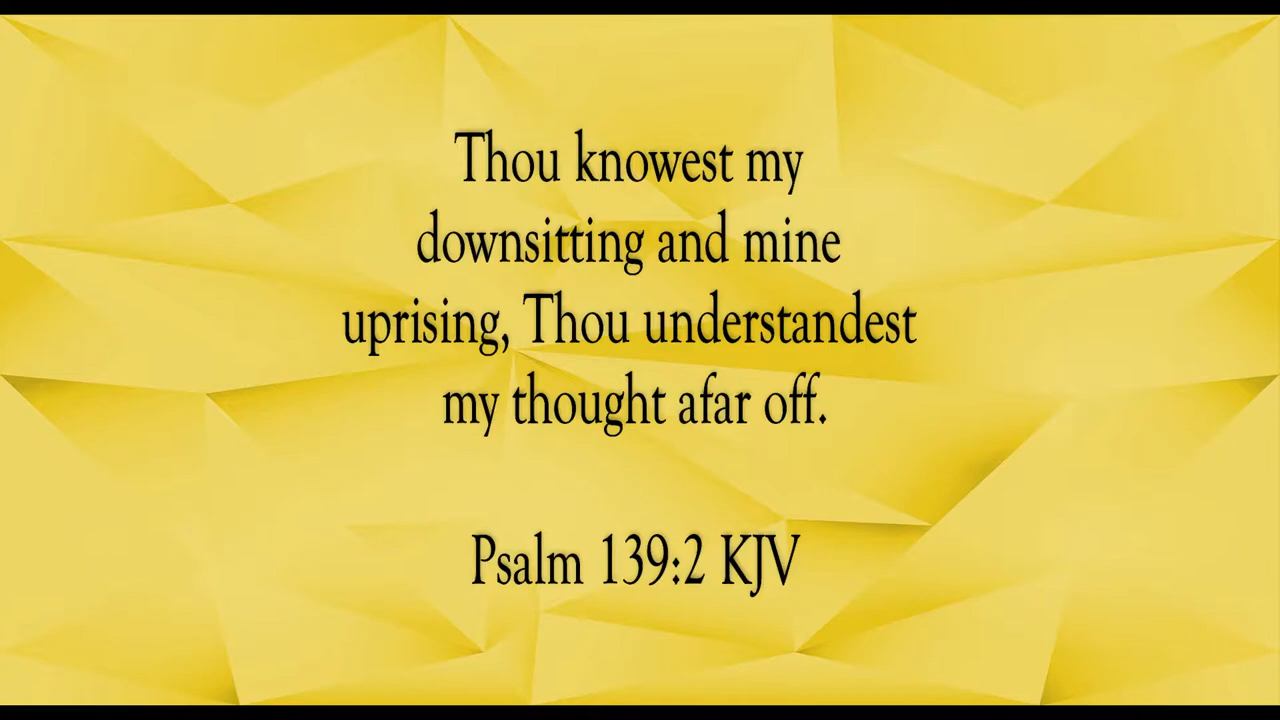 Thou knowest my
downsitting and mine
uprising, Thou understandest
my thought afar off.
Psalm 139:2 KJV